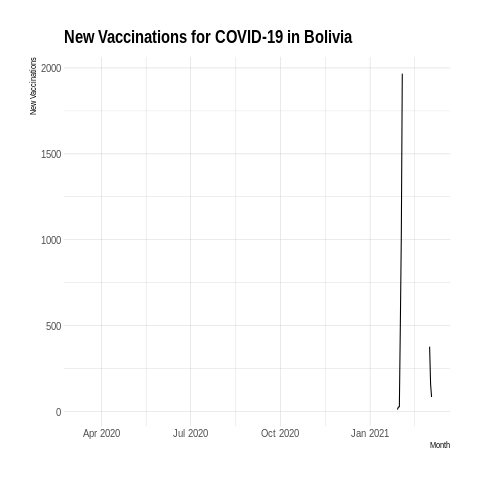 New Vaccinations for COVID-19 in Bolivia
New Vaccinations
2000
1500
1000
500
0
Apr 2020 Jul 2020 Oct 2020 Jan 2021
Month